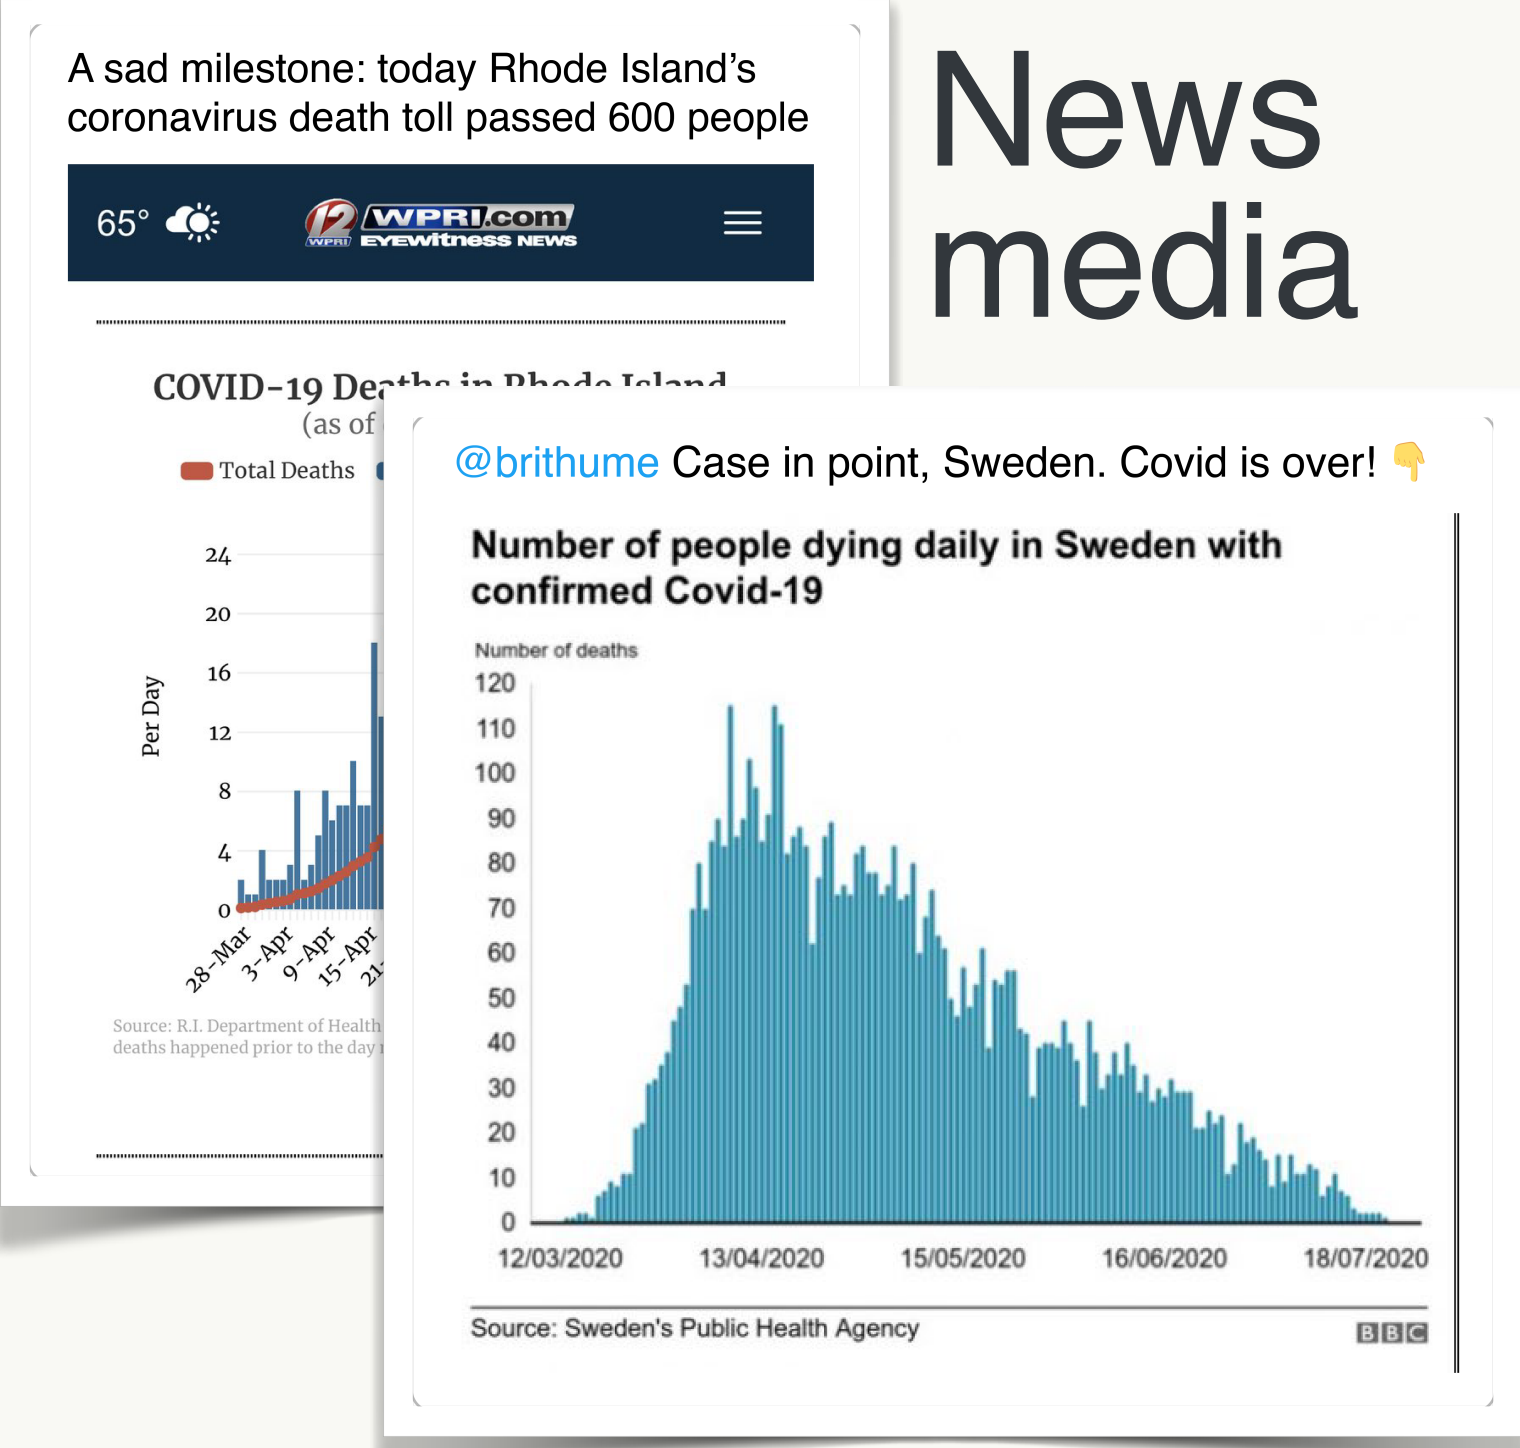 A sad milestone: today Rhode Island's
coronavirus death toll passed 600 people
News
media
65°
12 WPRI.com
WPRI EYEWITNESS NEWS
COVID-19 Deaths in Rhode Island
(as of
Total Deaths
24
20
16
12
8
4
0
Per Day
28-Mar
3-Apr
9-Apr
15-Apr
21-
Source: R.I. Department of Health
deaths happened prior to the day
@brithume Case in point, Sweden. Covid is over! 👇
Number of people dying daily in Sweden with
confirmed Covid-19
Number of deaths
120
110
100
90
80
70
60
50
40
30
20
10
0
12/03/2020 13/04/2020 15/05/2020 16/06/2020 18/07/2020
Source: Sweden's Public Health Agency
BBC